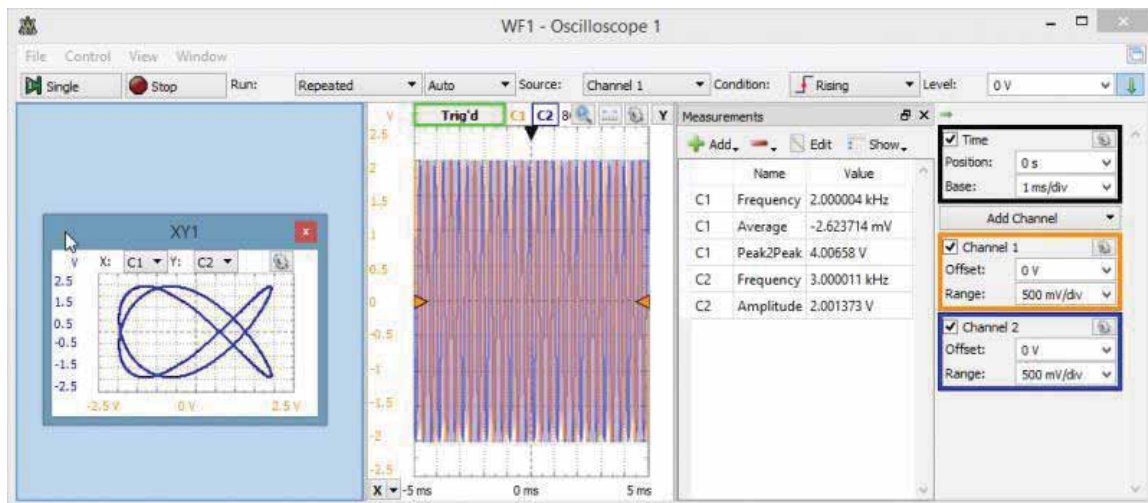 WF1 - Oscilloscope 1
File Control View Window
Single Stop Run: Repeated Auto Source: Channel 1 Condition: Rising Level: 0 V
V Trig'd C1 C2 Y
2.5
2
1.5
1
0.5
0
-0.5
-1
-1.5
-2
-2.5
X -5 ms 0 ms 5 ms
XY1
V X: C1 Y: C2
2.5
1.5
0.5
-0.5
-1.5
-2.5
-2.5 V 0 V 2.5 V
Measurements
Add Edit Show
Name Value
C1 Frequency 2.000004 kHz
C1 Average -2.623714 mV
C1 Peak2Peak 4.00658 V
C2 Frequency 3.000011 kHz
C2 Amplitude 2.001373 V
Time
Position: 0 s
Base: 1 ms/div
Add Channel
Channel 1
Offset: 0 V
Range: 500 mV/div
Channel 2
Offset: 0 V
Range: 500 mV/div